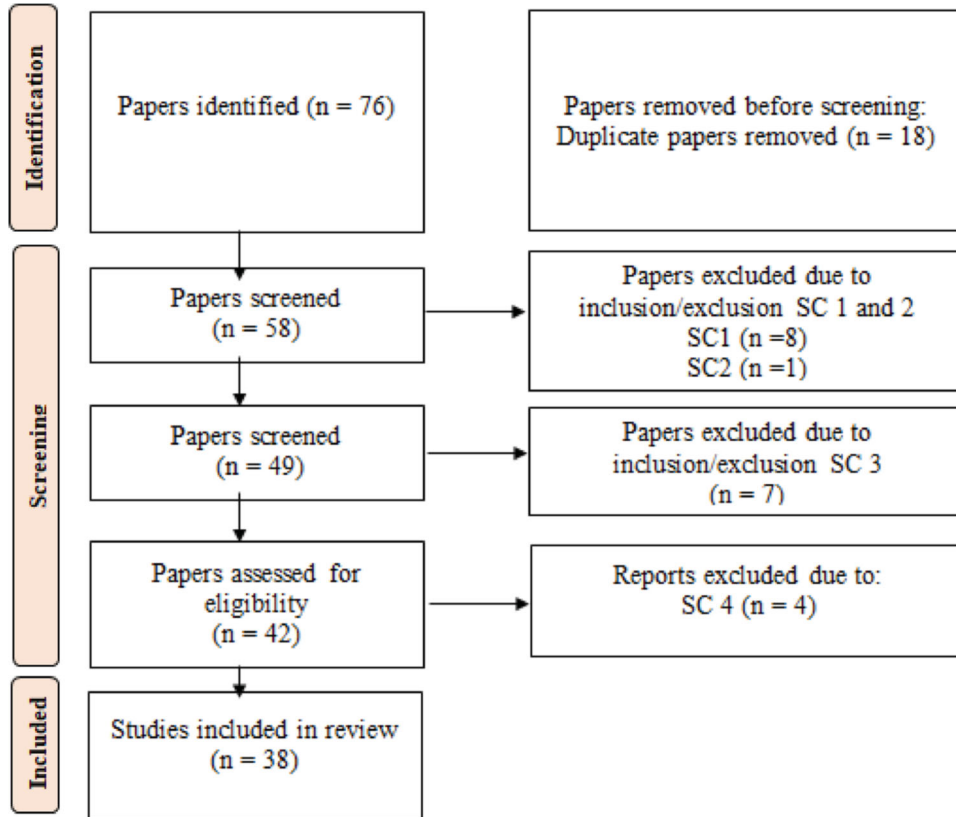 Identification
Papers identified (n = 76)
Papers removed before screening:
Duplicate papers removed (n = 18)
Screening
Papers screened
(n = 58)
Papers excluded due to
inclusion/exclusion SC 1 and 2
SC1 (n =8)
SC2 (n =1)
Papers screened
(n = 49)
Papers excluded due to
inclusion/exclusion SC 3
(n = 7)
Papers assessed for
eligibility
(n = 42)
Reports excluded due to:
SC 4 (n = 4)
Included
Studies included in review
(n = 38)